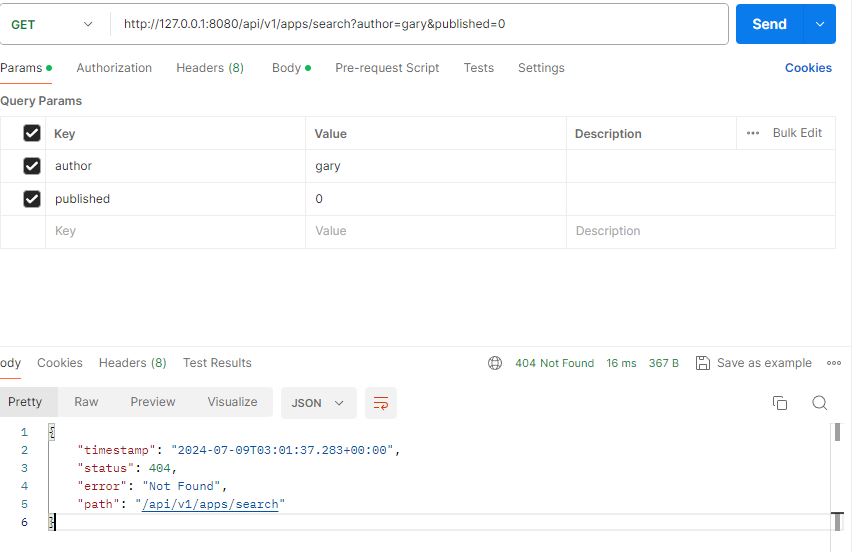 GET http://127.0.0.1:8080/api/v1/apps/search?author=gary&published=0 Send
Params Authorization Headers (8) Body Pre-request Script Tests Settings Cookies
Query Params
Key Value Description ••• Bulk Edit
author gary
published 0
Key Value Description
ody Cookies Headers (8) Test Results 404 Not Found 16 ms 367 B Save as example
Pretty Raw Preview Visualize JSON
1 {
2 "timestamp": "2024-07-09T03:01:37.283+00:00",
3 "status": 404,
4 "error": "Not Found",
5 "path": "/api/v1/apps/search"
6 }